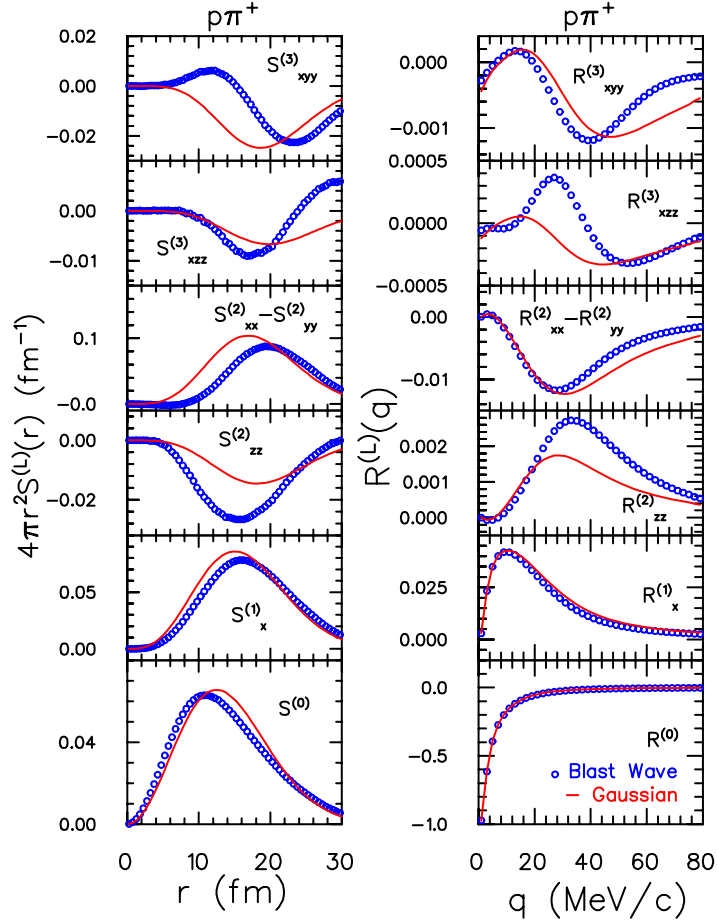 pπ⁺
pπ⁺
4πr²S⁽ᴸ⁾(r) (fm⁻¹)
0.02
0.00
−0.02
S⁽³⁾xyy
0.00
−0.01
S⁽³⁾xzz
0.1
−0.0
S⁽²⁾xx−S⁽²⁾yy
0.00
−0.02
S⁽²⁾zz
0.05
0.00
S⁽¹⁾x
0.04
0.00
S⁽⁰⁾
0 10 20 30
r (fm)
R⁽ᴸ⁾(q)
0.000
−0.001
R⁽³⁾xyy
0.0005
0.0000
−0.0005
R⁽³⁾xzz
0.00
−0.01
R⁽²⁾xx−R⁽²⁾yy
0.002
0.001
0.000
R⁽²⁾zz
0.025
0.000
R⁽¹⁾x
0.0
−0.5
−1.0
R⁽⁰⁾
Blast Wave
Gaussian
0 20 40 60 80
q (MeV/c)